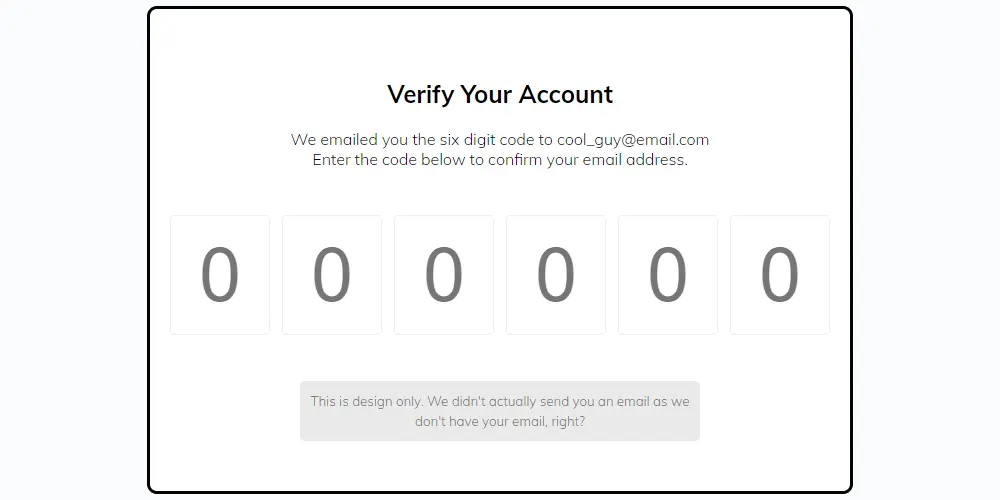 Verify Your Account
We emailed you the six digit code to cool_guy@email.com
Enter the code below to confirm your email address.
0 0 0 0 0 0
This is design only. We didn't actually send you an email as we
don't have your email, right?